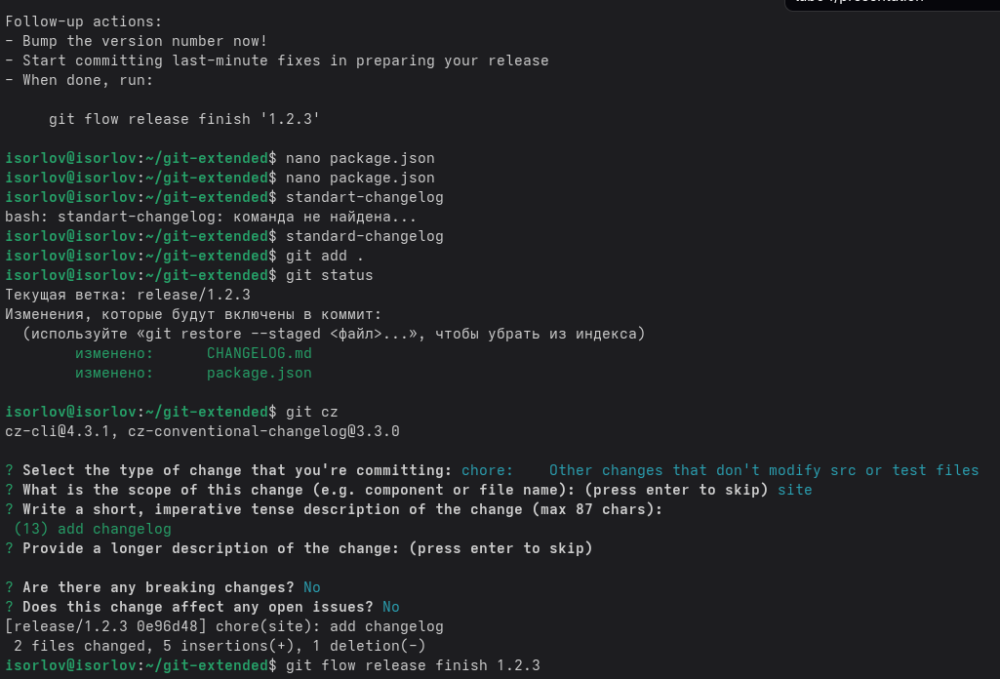 Follow-up actions:
- Bump the version number now!
- Start committing last-minute fixes in preparing your release
- When done, run:
git flow release finish '1.2.3'
isorlov@isorlov:~/git-extended$ nano package.json
isorlov@isorlov:~/git-extended$ nano package.json
isorlov@isorlov:~/git-extended$ standart-changelog
bash: standart-changelog: команда не найдена...
isorlov@isorlov:~/git-extended$ standard-changelog
isorlov@isorlov:~/git-extended$ git add .
isorlov@isorlov:~/git-extended$ git status
Текущая ветка: release/1.2.3
Изменения, которые будут включены в коммит:
(используйте «git restore --staged <файл>...», чтобы убрать из индекса)
изменено: CHANGELOG.md
изменено: package.json
isorlov@isorlov:~/git-extended$ git cz
cz-cli@4.3.1, cz-conventional-changelog@3.3.0
? Select the type of change that you're committing: chore: Other changes that don't modify src or test files
? What is the scope of this change (e.g. component or file name): (press enter to skip) site
? Write a short, imperative tense description of the change (max 87 chars):
(13) add changelog
? Provide a longer description of the change: (press enter to skip)
? Are there any breaking changes? No
? Does this change affect any open issues? No
[release/1.2.3 0e96d48] chore(site): add changelog
2 files changed, 5 insertions(+), 1 deletion(-)
isorlov@isorlov:~/git-extended$ git flow release finish 1.2.3